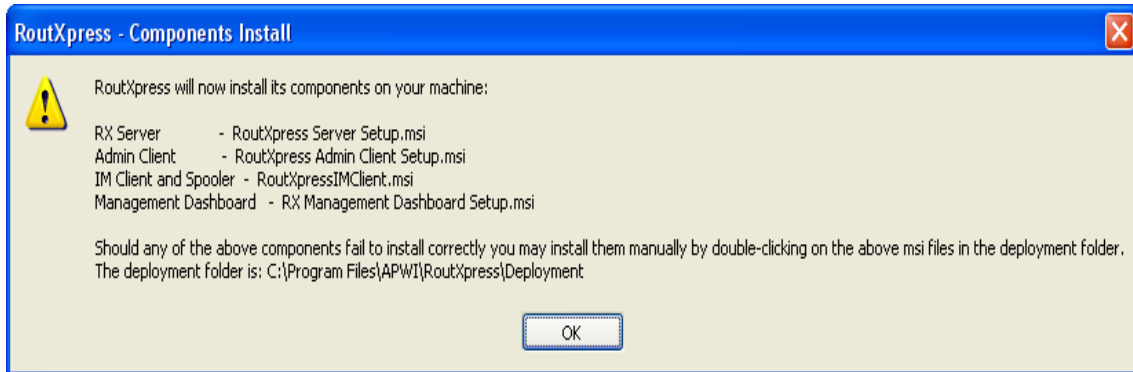 RoutXpress - Components Install
RoutXpress will now install its components on your machine:
RX Server - RoutXpress Server Setup.msi
Admin Client - RoutXpress Admin Client Setup.msi
IM Client and Spooler - RoutXpressIMClient.msi
Management Dashboard - RX Management Dashboard Setup.msi
Should any of the above components fail to install correctly you may install them manually by double-clicking on the above msi files in the deployment folder.
The deployment folder is: C:\Program Files\APWI\RoutXpress\Deployment
OK